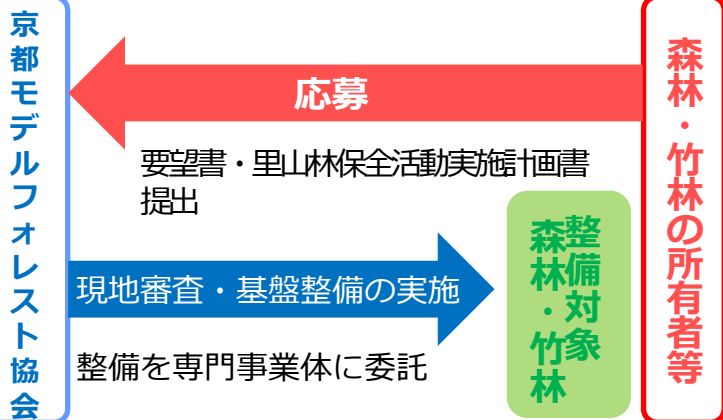 京都モデルフォレスト協会
応募
要望書・里山林保全活動実施計画書
提出
現地審査・基盤整備の実施
整備を専門事業体に委託
整備対象
森林・竹林
森林・竹林の所有者等